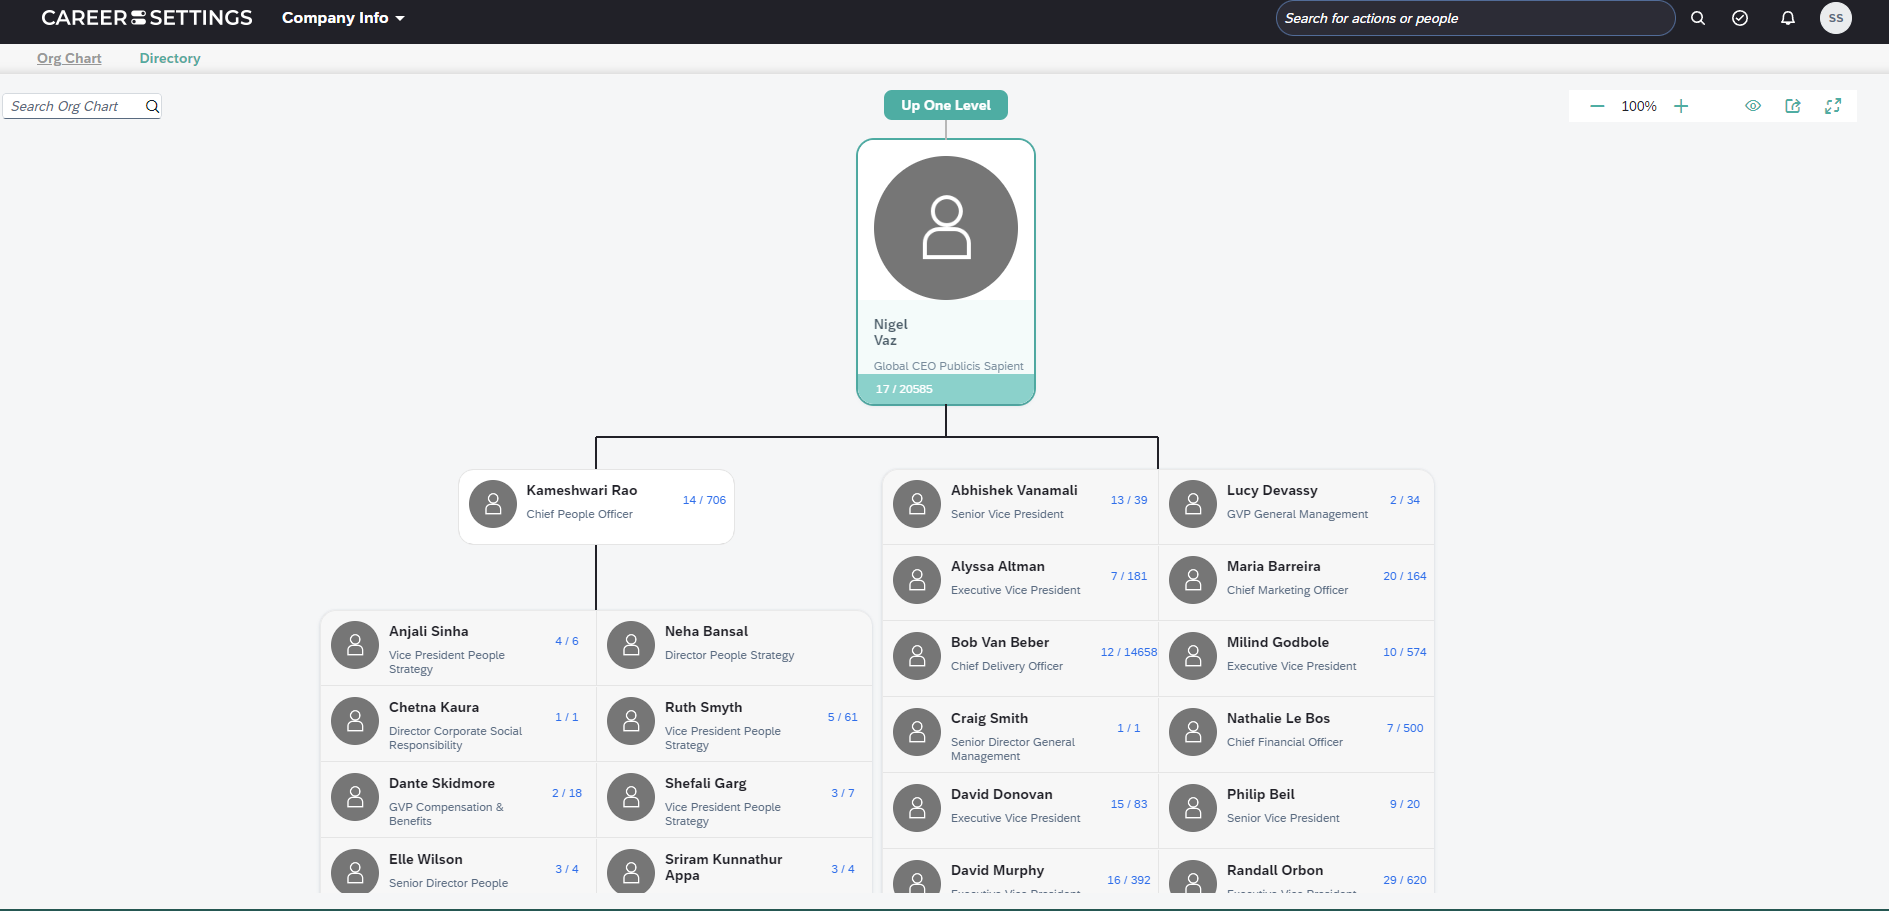 CAREER SETTINGS
Company Info
Search for actions or people
SS
Org Chart
Directory
Search Org Chart
Up One Level
100%
Nigel
Vaz
Global CEO Publicis Sapient
17 / 20585
Kameshwari Rao
14 / 706
Chief People Officer
Anjali Sinha
4 / 6
Vice President People
Strategy
Neha Bansal
Director People Strategy
Chetna Kaura
1 / 1
Director Corporate Social
Responsibility
Ruth Smyth
5 / 61
Vice President People
Strategy
Dante Skidmore
2 / 18
GVP Compensation &
Benefits
Shefali Garg
3 / 7
Vice President People
Strategy
Elle Wilson
3 / 4
Senior Director People
Sriram Kunnathur
Appa
3 / 4
Abhishek Vanamali
13 / 39
Senior Vice President
Lucy Devassy
2 / 34
GVP General Management
Alyssa Altman
7 / 181
Executive Vice President
Maria Barreira
20 / 164
Chief Marketing Officer
Bob Van Beber
12 / 14658
Chief Delivery Officer
Milind Godbole
10 / 574
Executive Vice President
Craig Smith
1 / 1
Senior Director General
Management
Nathalie Le Bos
7 / 500
Chief Financial Officer
David Donovan
15 / 83
Executive Vice President
Philip Beil
9 / 20
Senior Vice President
David Murphy
16 / 392
Executive Vice President
Randall Orbon
29 / 620
Executive Vice President